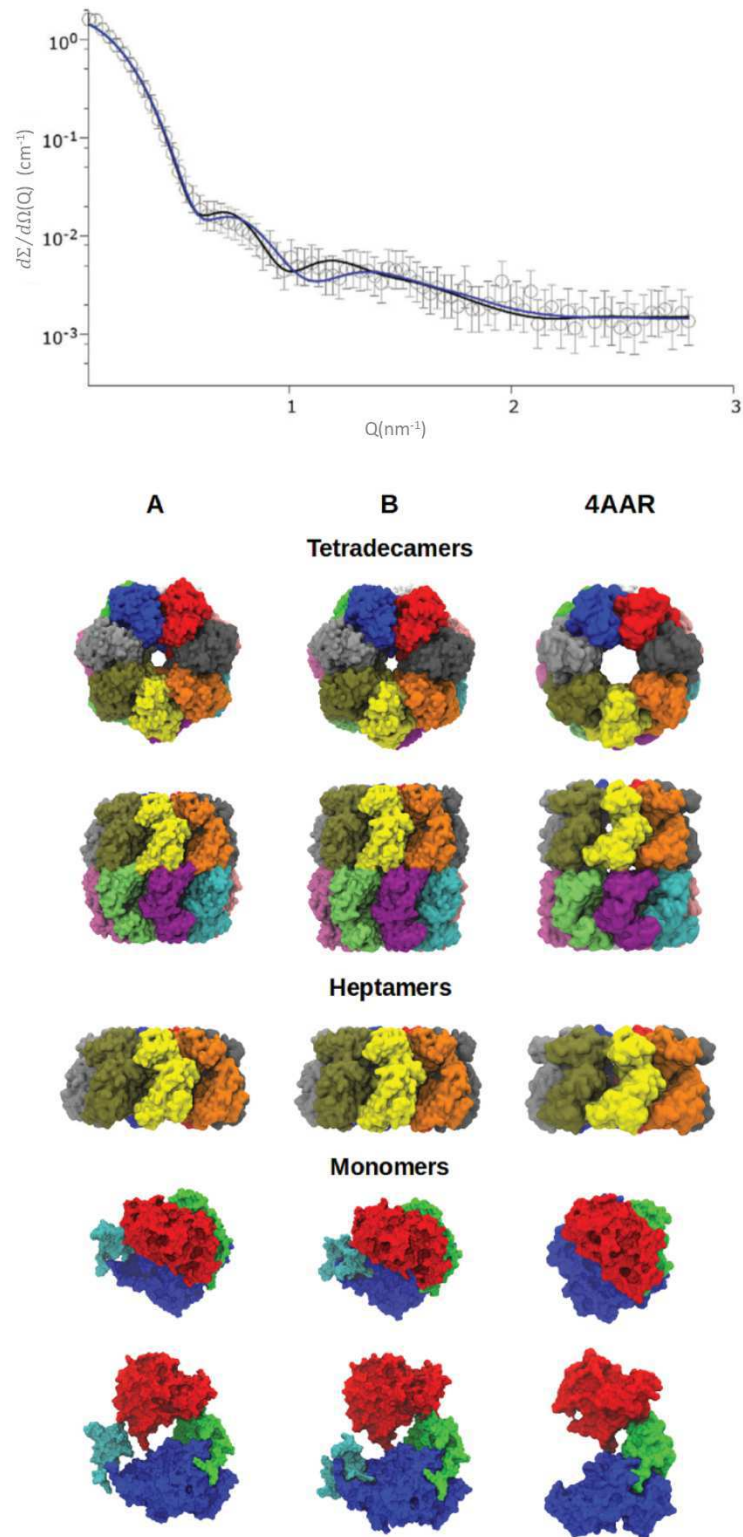 10⁰
10⁻¹
10⁻²
10⁻³
dΣ/dΩ(Q) (cm⁻¹)
1 2 3
Q(nm⁻¹)
A B 4AAR
Tetradecamers
Heptamers
Monomers